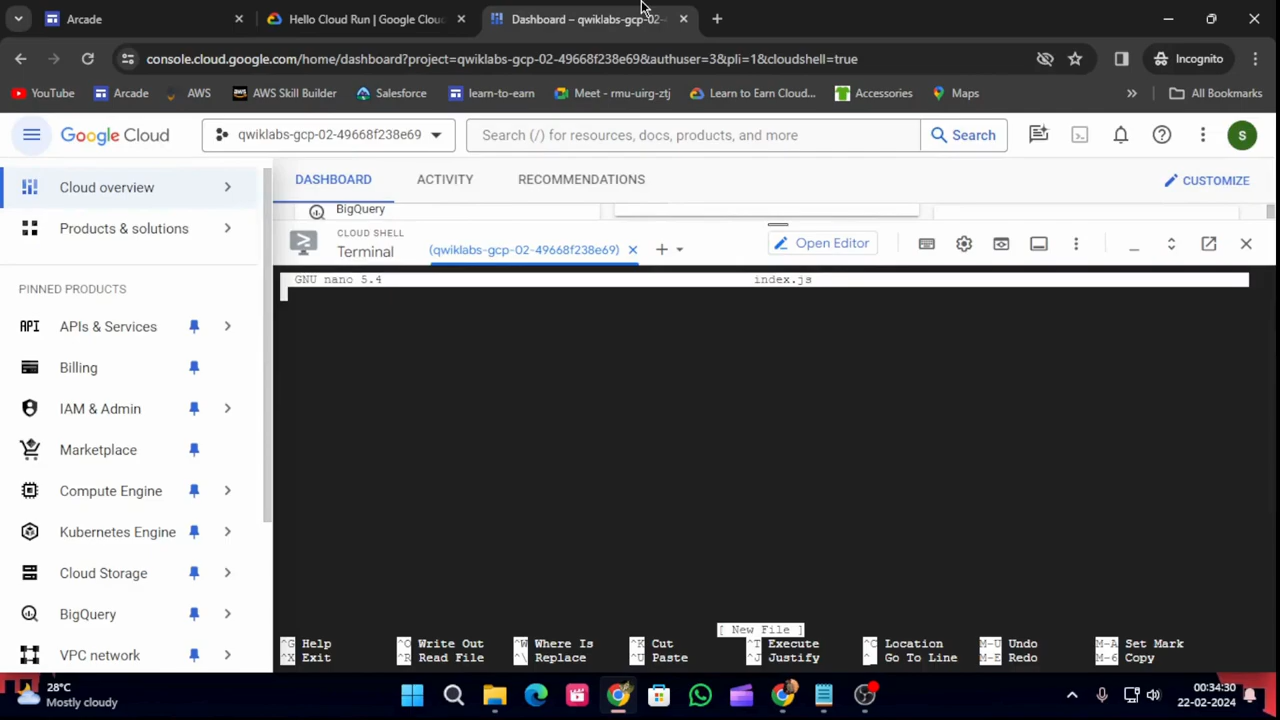 Arcade
Hello Cloud Run | Google Clou
Dashboard – qwiklabs-gcp-02-
console.cloud.google.com/home/dashboard?project=qwiklabs-gcp-02-49668f238e69&authuser=3&pli=1&cloudshell=true
Incognito
YouTube Arcade AWS AWS Skill Builder Salesforce learn-to-earn Meet - rmu-uirg-ztj Learn to Earn Cloud... Accessories Maps » All Bookmarks
Google Cloud qwiklabs-gcp-02-49668f238e69 Search (/) for resources, docs, products, and more Search S
Cloud overview
Products & solutions
PINNED PRODUCTS
APIs & Services
Billing
IAM & Admin
Marketplace
Compute Engine
Kubernetes Engine
Cloud Storage
BigQuery
VPC network
DASHBOARD ACTIVITY RECOMMENDATIONS CUSTOMIZE
BigQuery
CLOUD SHELL
Terminal (qwiklabs-gcp-02-49668f238e69) Open Editor
GNU nano 5.4 index.js
[ New File ]
^G Help ^O Write Out ^W Where Is ^K Cut ^T Execute ^C Location M-U Undo M-A Set Mark
^X Exit ^R Read File ^\ Replace ^U Paste ^J Justify ^_ Go To Line M-E Redo M-6 Copy
28°C
Mostly cloudy
00:34:30
22-02-2024